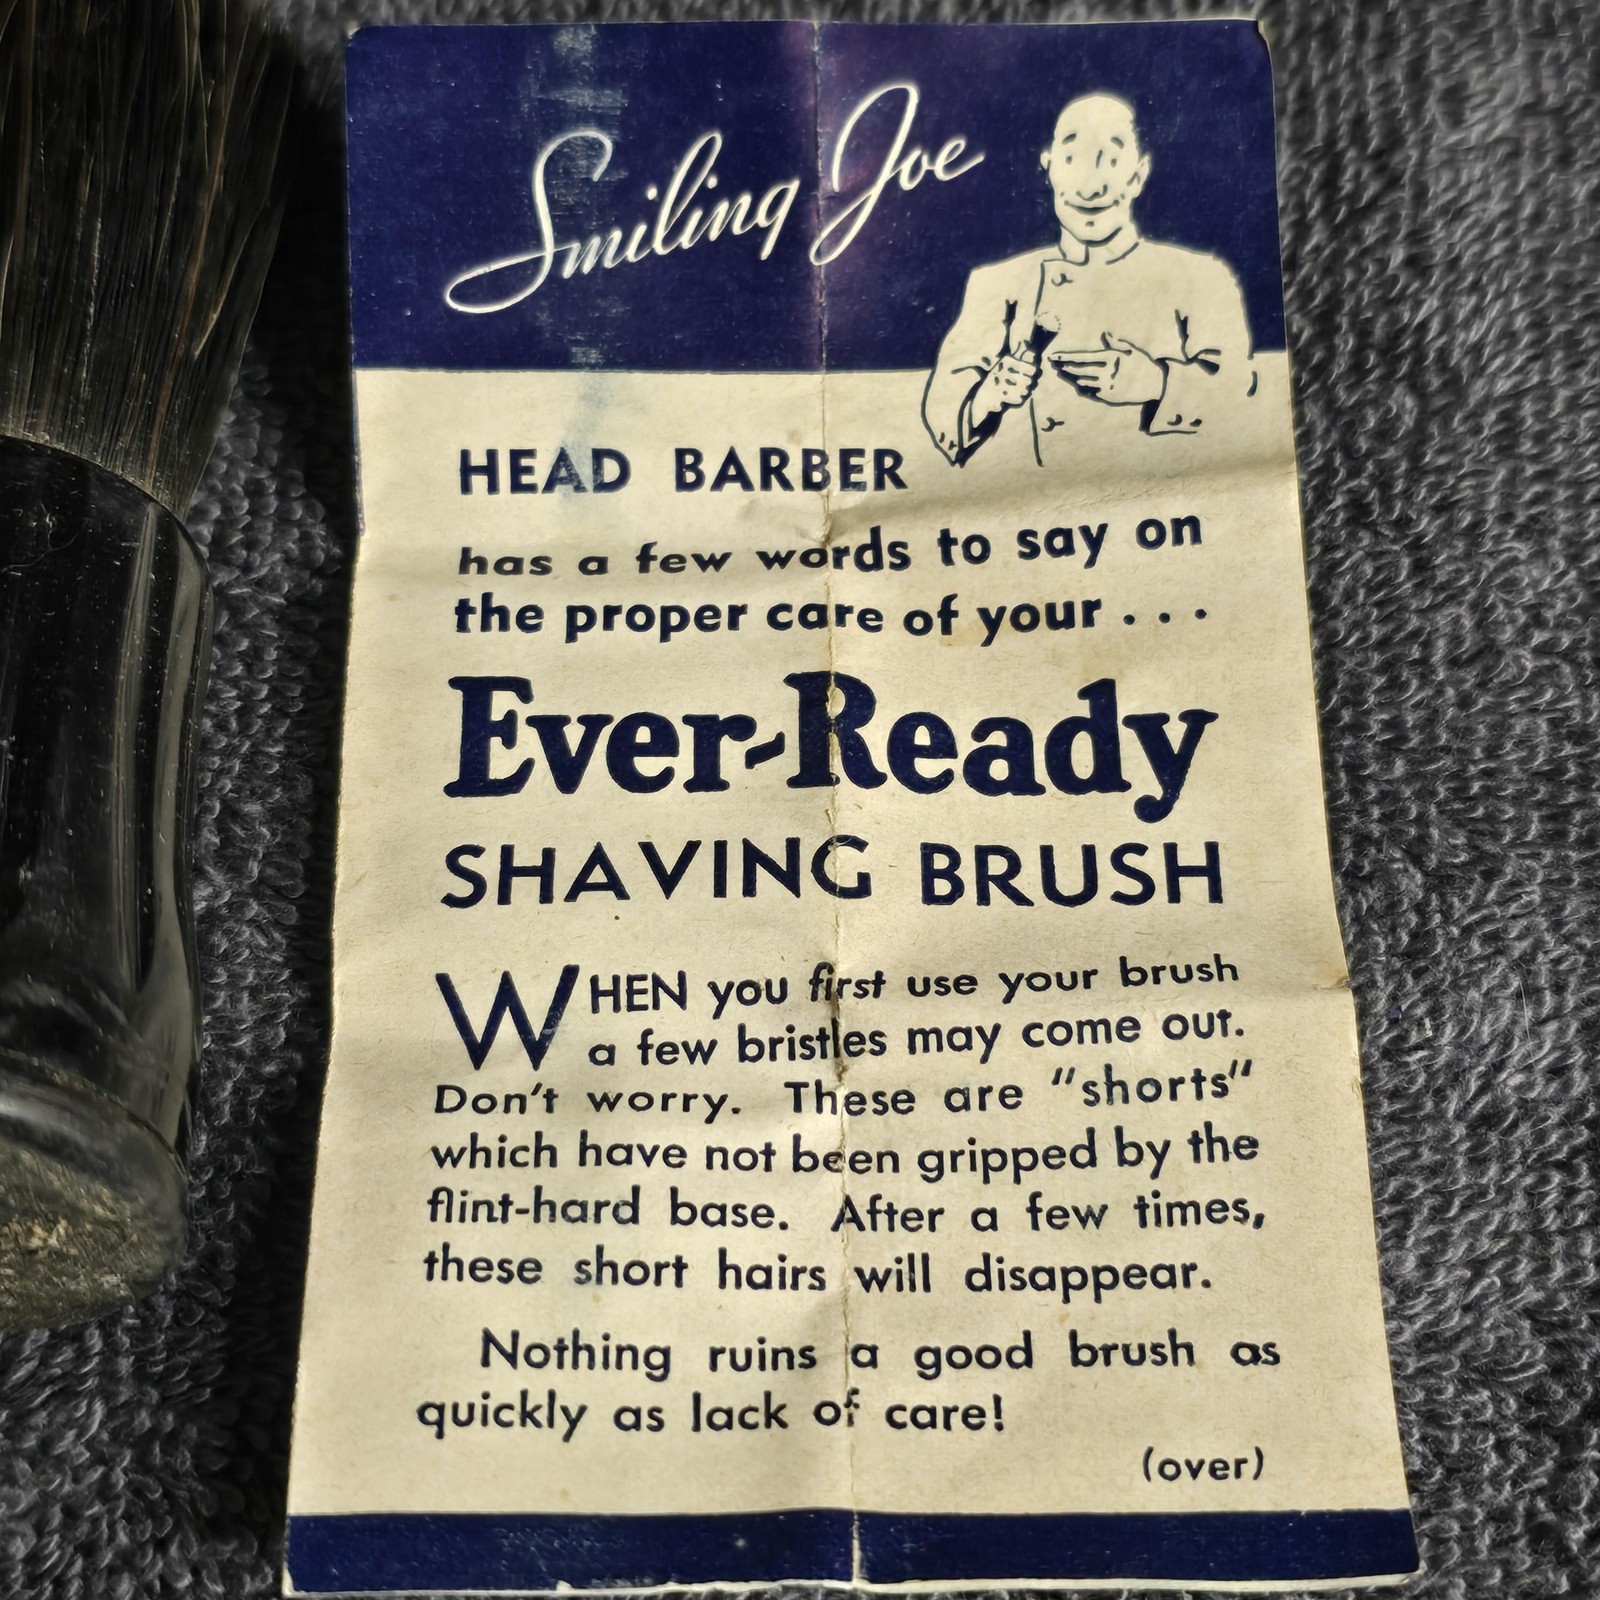 Smiling Joe
HEAD BARBER
has a few words to say on
the proper care of your . . .
Ever-Ready
SHAVING BRUSH
WHEN you first use your brush
a few bristles may come out.
Don't worry. These are "shorts"
which have not been gripped by the
flint-hard base. After a few times,
these short hairs will disappear.
Nothing ruins a good brush as
quickly as lack of care!
(over)